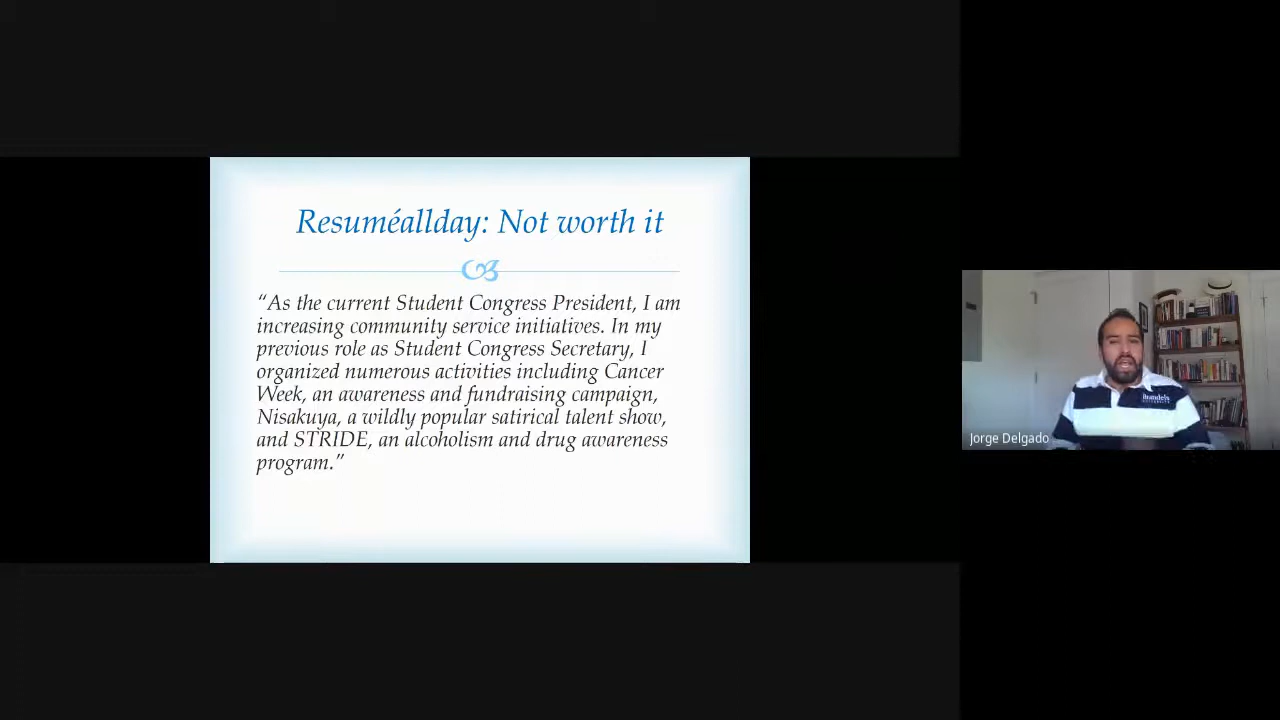 Resuméallday: Not worth it
“As the current Student Congress President, I am
increasing community service initiatives. In my
previous role as Student Congress Secretary, I
organized numerous activities including Cancer
Week, an awareness and fundraising campaign,
Nisakuya, a wildly popular satirical talent show,
and STRIDE, an alcoholism and drug awareness
program.”
Brandeis
UNIVERSITY
Jorge Delgado